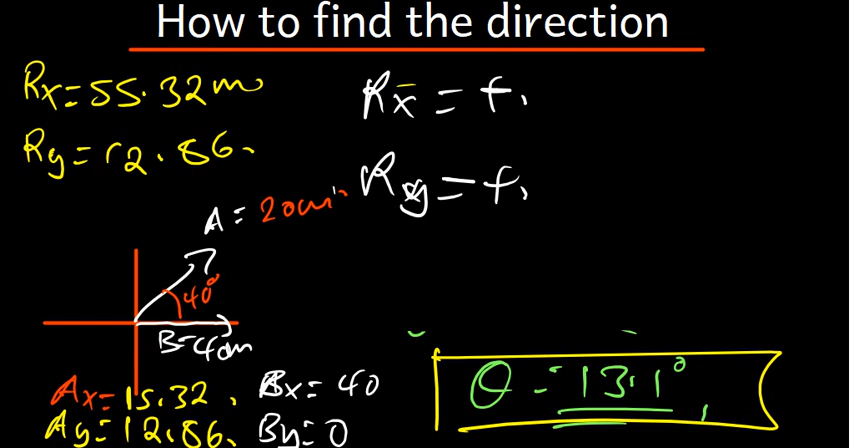 How to find the direction
Rx=55.32m
Rx = f,
Ry=12.86.
Ry = f,
A = 20cm
40°
B=40m
Ax=15.32, Bx=40
Ay=12.86, By=0
θ = 13.1°,